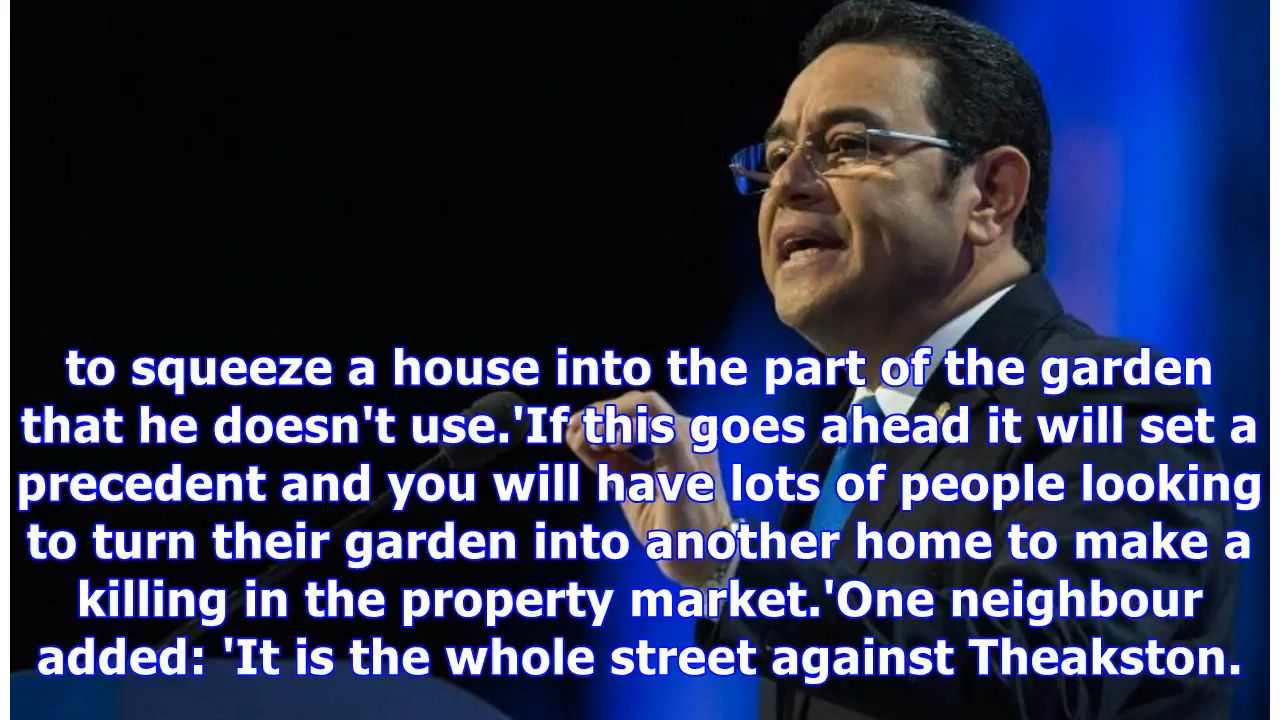 to squeeze a house into the part of the garden
that he doesn't use.'If this goes ahead it will set a
precedent and you will have lots of people looking
to turn their garden into another home to make a
killing in the property market.'One neighbour
added: 'It is the whole street against Theakston.